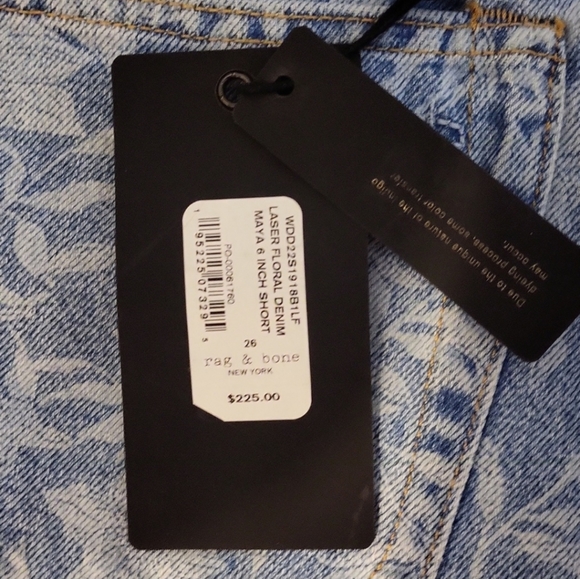 WDD22S1918B1LF
LASER FLORAL DENIM
MAYA 6 INCH SHORT
PO-00061760
1 95225 07329 5
26
rag & bone
NEW YORK
$225.00
Due to the unique nature of the indigo
dyeing process, some color transfer
may occur.